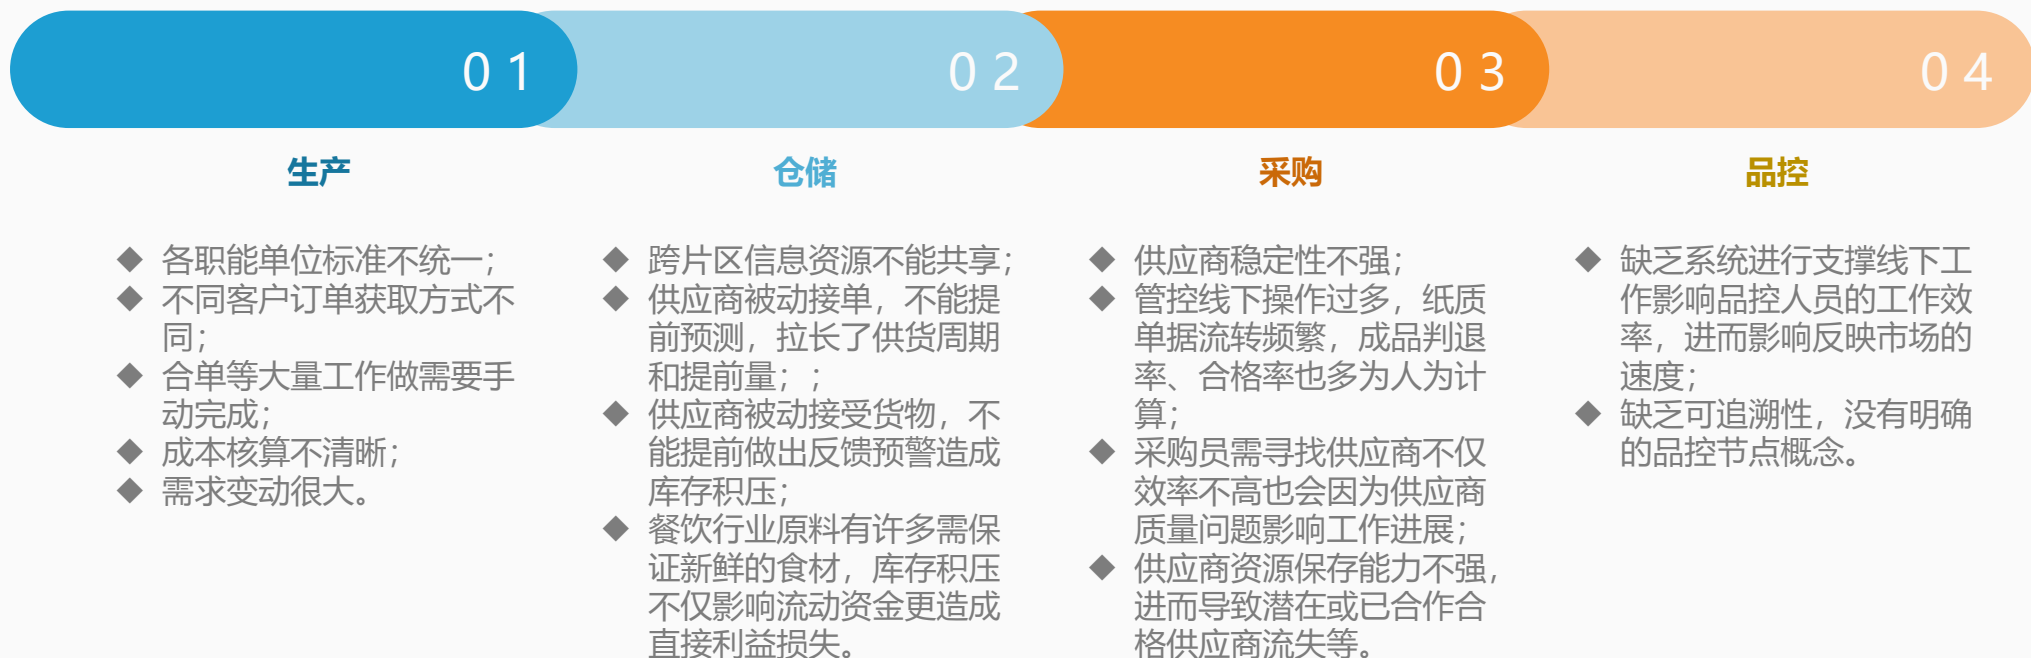 01
02
03
04
生产
◆ 各职能单位标准不统一；
◆ 不同客户订单获取方式不
同；
◆ 合单等大量工作做需要手
动完成；
◆ 成本核算不清晰；
◆ 需求变动很大。
仓储
◆ 跨片区信息资源不能共享；
◆ 供应商被动接单，不能提
前预测，拉长了供货周期
和提前量；；
◆ 供应商被动接受货物，不
能提前做出反馈预警造成
库存积压；
◆ 餐饮行业原料有许多需保
证新鲜的食材，库存积压
不仅影响流动资金更造成
直接利益损失。
采购
◆ 供应商稳定性不强；
◆ 管控线下操作过多，纸质
单据流转频繁，成品判退
率、合格率也多为人为计
算；
◆ 采购员需寻找供应商不仅
效率不高也会因为供应商
质量问题影响工作进展；
◆ 供应商资源保存能力不强，
进而导致潜在或已合作合
格供应商流失等。
品控
◆ 缺乏系统进行支撑线下工
作影响品控人员的工作效
率，进而影响反映市场的
速度；
◆ 缺乏可追溯性，没有明确
的品控节点概念。